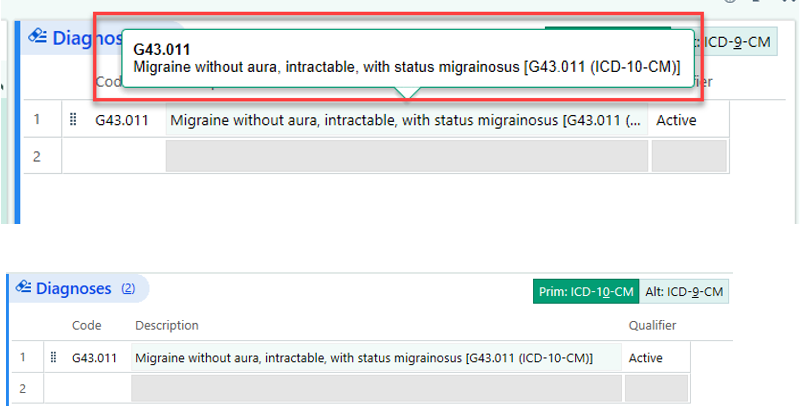 Diagnos
G43.011
Migraine without aura, intractable, with status migrainosus [G43.011 (ICD-10-CM)]
ICD-9-CM
Cod
1 G43.011 Migraine without aura, intractable, with status migrainosus [G43.011 (... Active
2
Diagnoses (2) Prim: ICD-10-CM Alt: ICD-9-CM
Code Description Qualifier
1 G43.011 Migraine without aura, intractable, with status migrainosus [G43.011 (ICD-10-CM)] Active
2